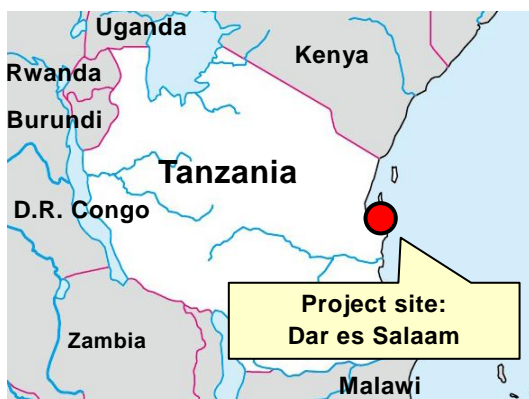 Uganda
Kenya
Rwanda
Burundi
Tanzania
D.R. Congo
Project site:
Dar es Salaam
Zambia
Malawi